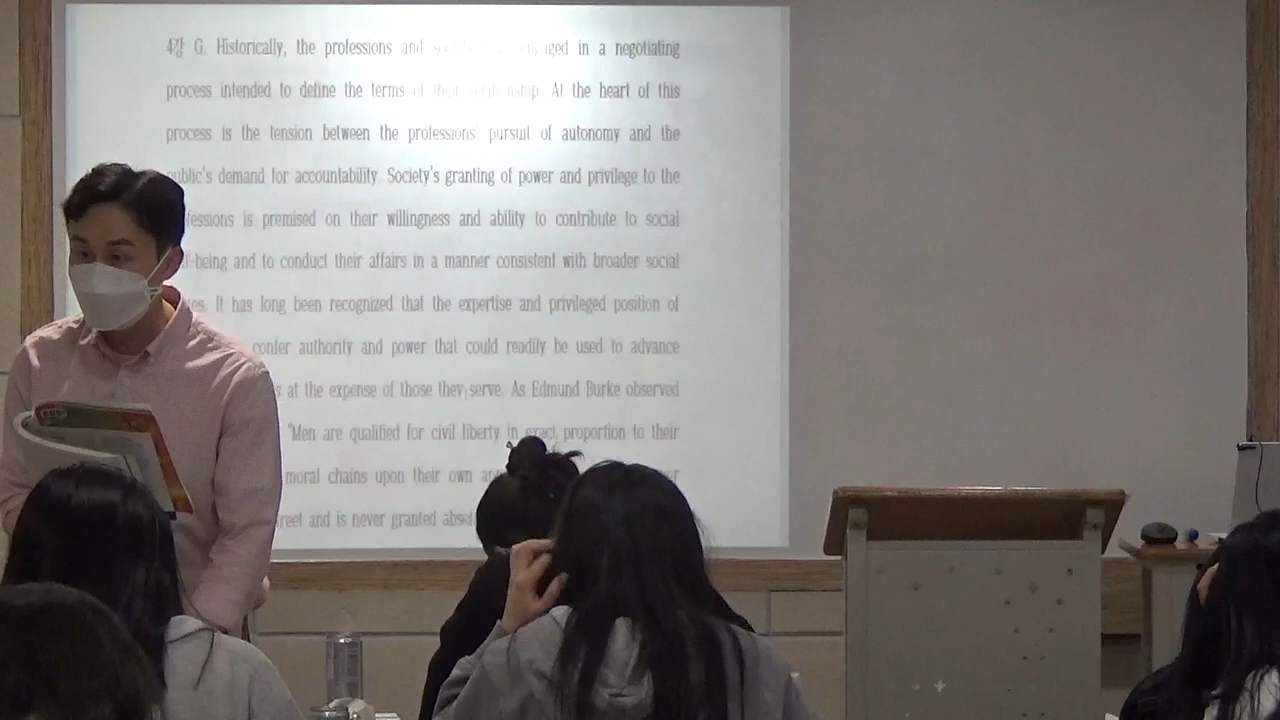 4강 G. Historically, the professions and engaged in a negotiating
process intended to define the terms of their relationship. At the heart of this
process is the tension between the professions' pursuit of autonomy and the
public's demand for accountability. Society's granting of power and privilege to the
fessions is premised on their willingness and ability to contribute to social
-being and to conduct their affairs in a manner consistent with broader social
It has long been recognized that the expertise and privileged position of
confer authority and power that could readily be used to advance
at the expense of those they serve. As Edmund Burke observed
"Men are qualified for civil liberty in exact proportion to their
moral chains upon their own
reet and is never granted